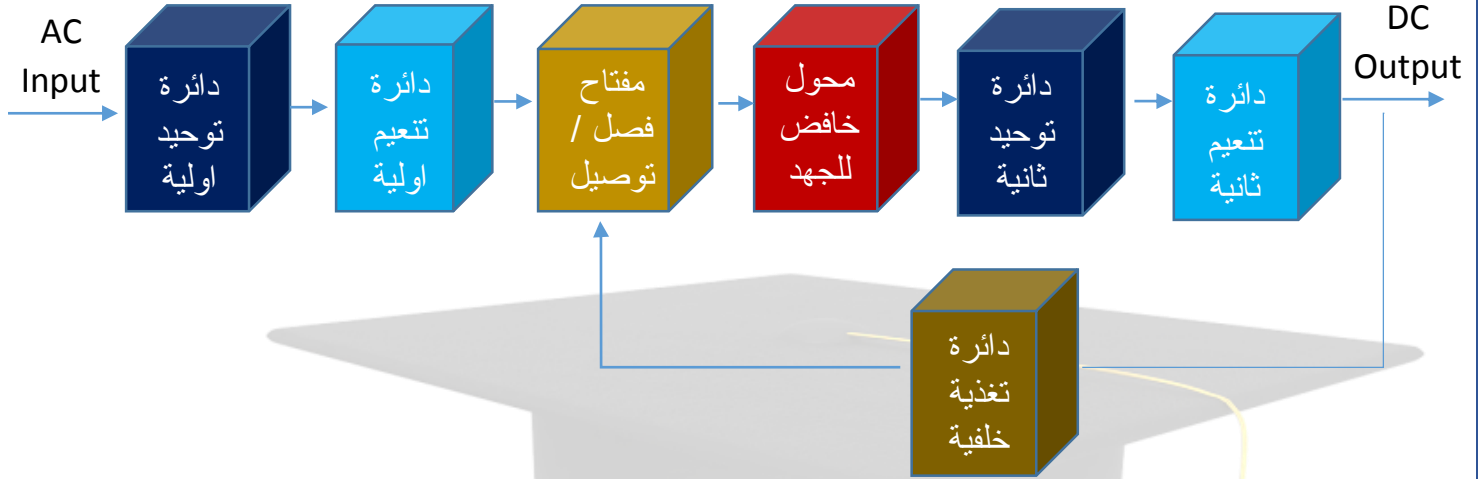 AC
Input
دائرة
توحيد
اولية
دائرة
تنعيم
اولية
مفتاح
فصل /
توصيل
محول
خافض
للجهد
دائرة
توحيد
ثانية
دائرة
تنعيم
ثانية
DC
Output
دائرة
تغذية
خلفية